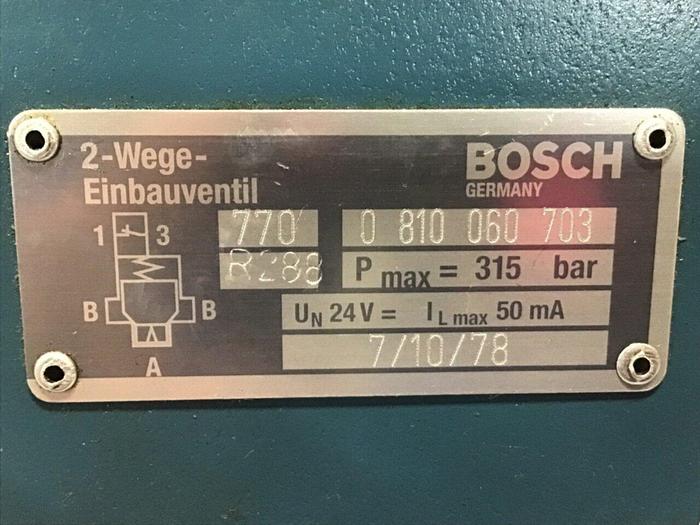 2-Wege-
Einbauventil
BOSCH
GERMANY
770
0 810 060 703
1 3
R288
P max = 315 bar
B B
U N 24 V = I L max 50 mA
7/10/78
A